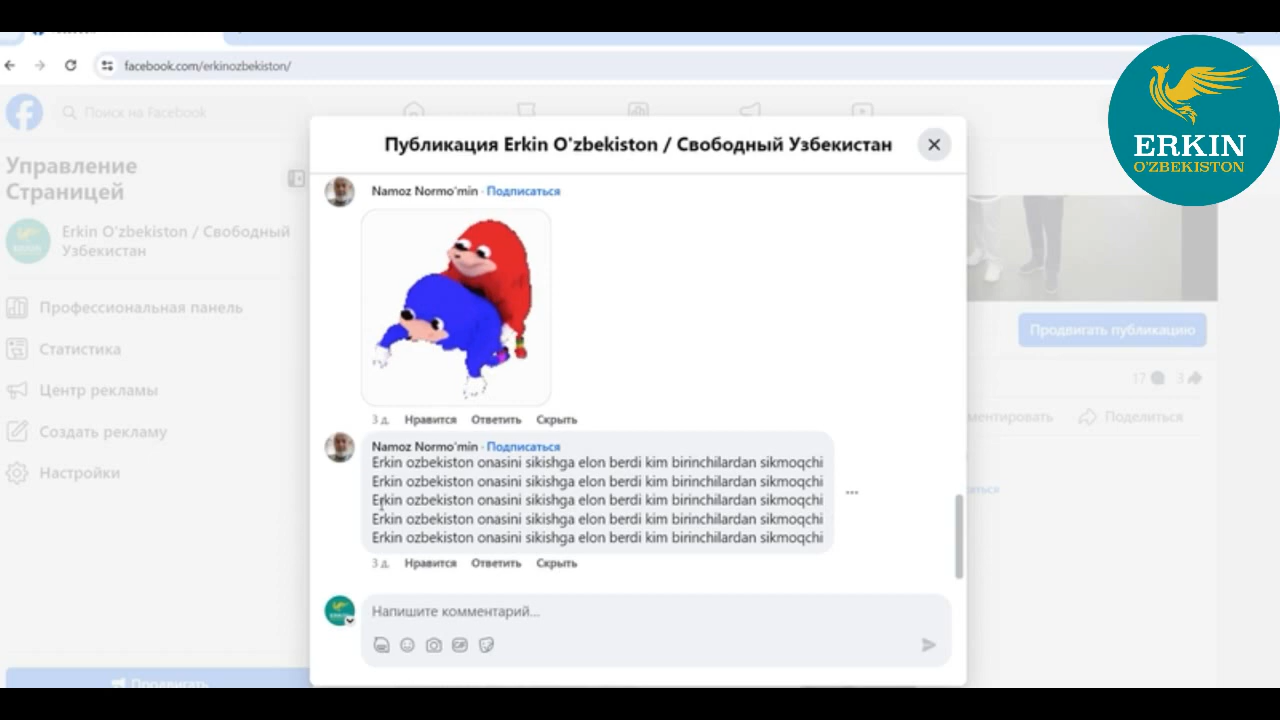 facebook.com/erkinozbekiston/
Поиск на Facebook
ERKIN
O'ZBEKISTON
Управление
Страницей
Erkin O'zbekiston / Свободный
Узбекистан
Профессиональная панель
Статистика
Центр рекламы
Создать рекламу
Настройки
Продвигать
Публикация Erkin O'zbekiston / Свободный Узбекистан
Namoz Normo'min · Подписаться
3 д. Нравится Ответить Скрыть
Namoz Normo'min · Подписаться
Erkin ozbekiston onasini sikishga elon berdi kim birinchilardan sikmoqchi
Erkin ozbekiston onasini sikishga elon berdi kim birinchilardan sikmoqchi
Erkin ozbekiston onasini sikishga elon berdi kim birinchilardan sikmoqchi
Erkin ozbekiston onasini sikishga elon berdi kim birinchilardan sikmoqchi
Erkin ozbekiston onasini sikishga elon berdi kim birinchilardan sikmoqchi
3 д. Нравится Ответить Скрыть
Напишите комментарий...
GIF
Продвигать публикацию
17 3
Поделиться